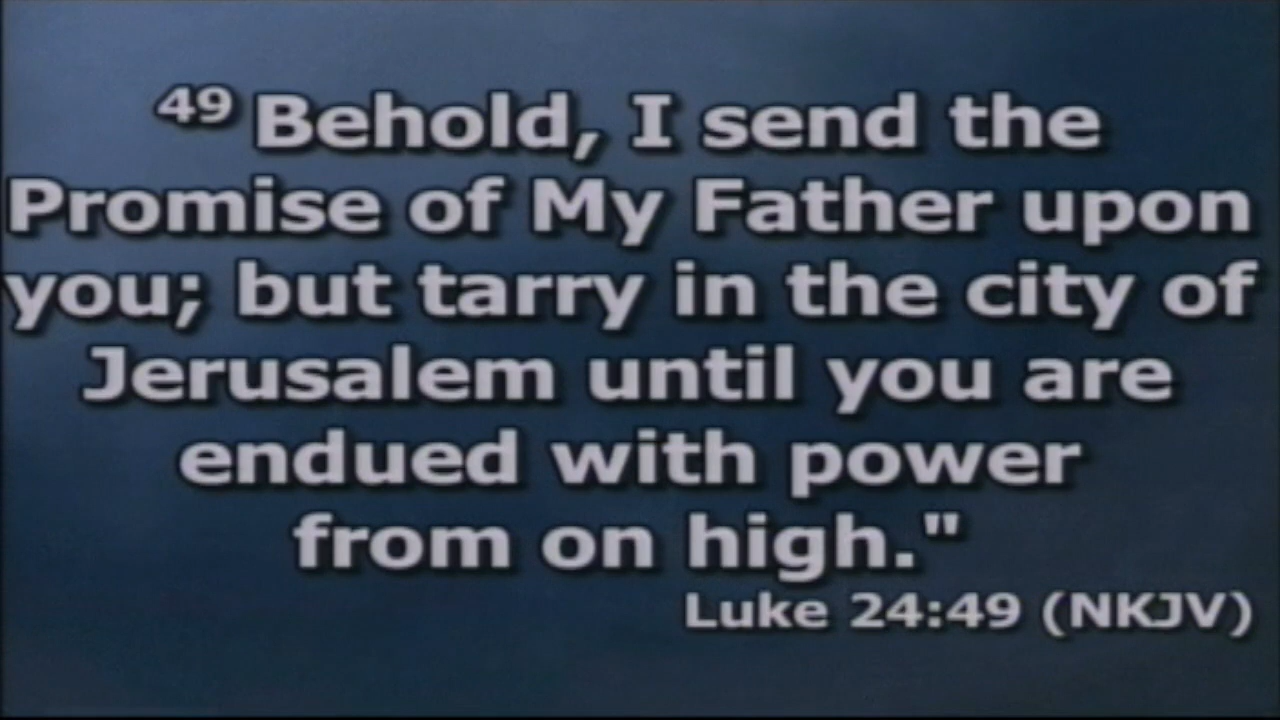 49 Behold, I send the
Promise of My Father upon
you; but tarry in the city of
Jerusalem until you are
endued with power
from on high."
Luke 24:49 (NKJV)